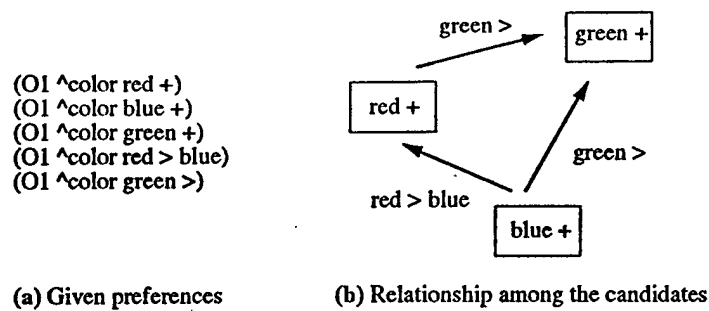 (O1 ^color red +)
(O1 ^color blue +)
(O1 ^color green +)
(O1 ^color red > blue)
(O1 ^color green >)
green >
green +
red +
green >
red > blue
blue +
(a) Given preferences
(b) Relationship among the candidates